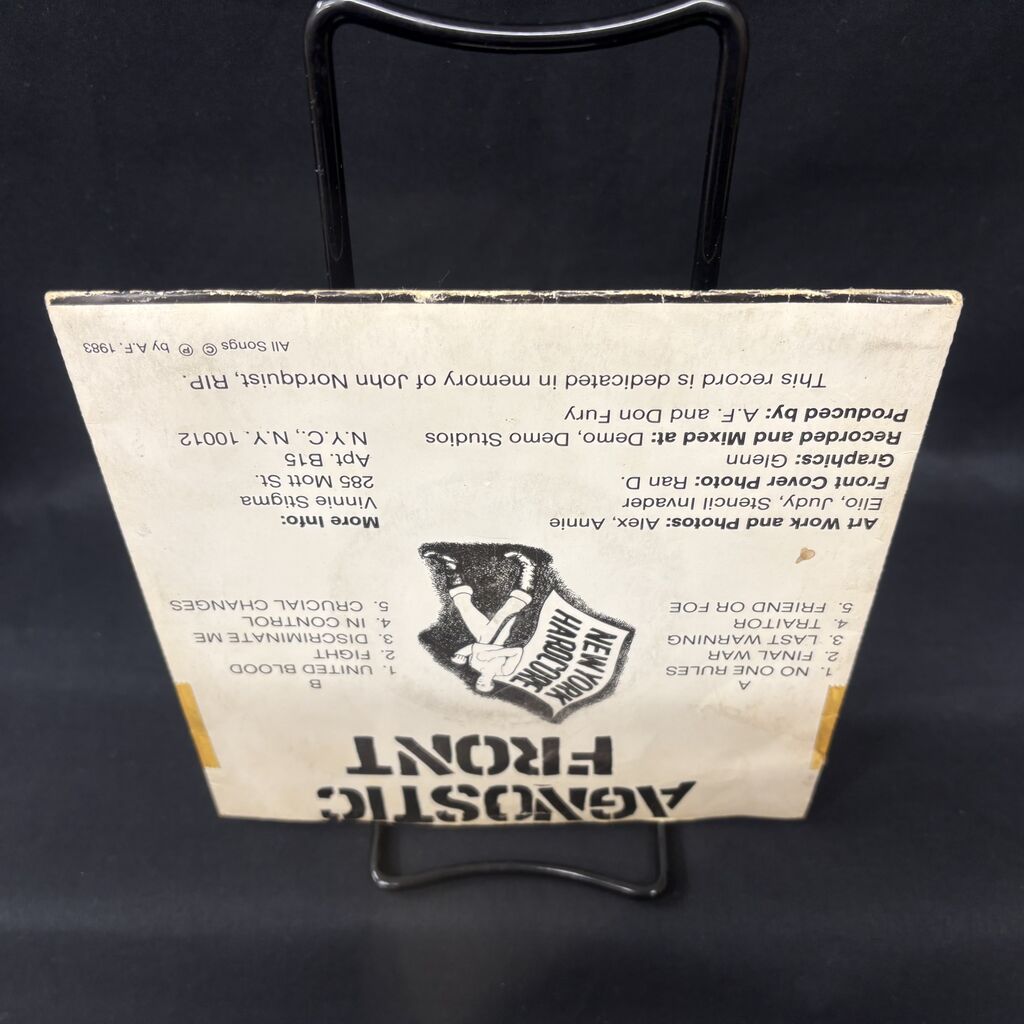 AGNOSTIC
FRONT
NEW YORK
HARDCORE
A
1. NO ONE RULES
2. FINAL WAR
3. LAST WARNING
4. TRAITOR
5. FRIEND OR FOE
B
1. UNITED BLOOD
2. FIGHT
3. DISCRIMINATE ME
4. IN CONTROL
5. CRUCIAL CHANGES
Art Work and Photos: Alex, Annie,
Elio, Judy, Stencil Invader
Front Cover Photo: Ran D.
Graphics: Glenn
Recorded and Mixed at: Demo, Demo Studios
Produced by: A.F. and Don Fury
More Info:
Vinnie Stigma
285 Mott St.
Apt. B15
N.Y.C., N.Y. 10012
This record is dedicated in memory of John Nordquist, RIP.
All Songs © ℗ by A.F. 1983